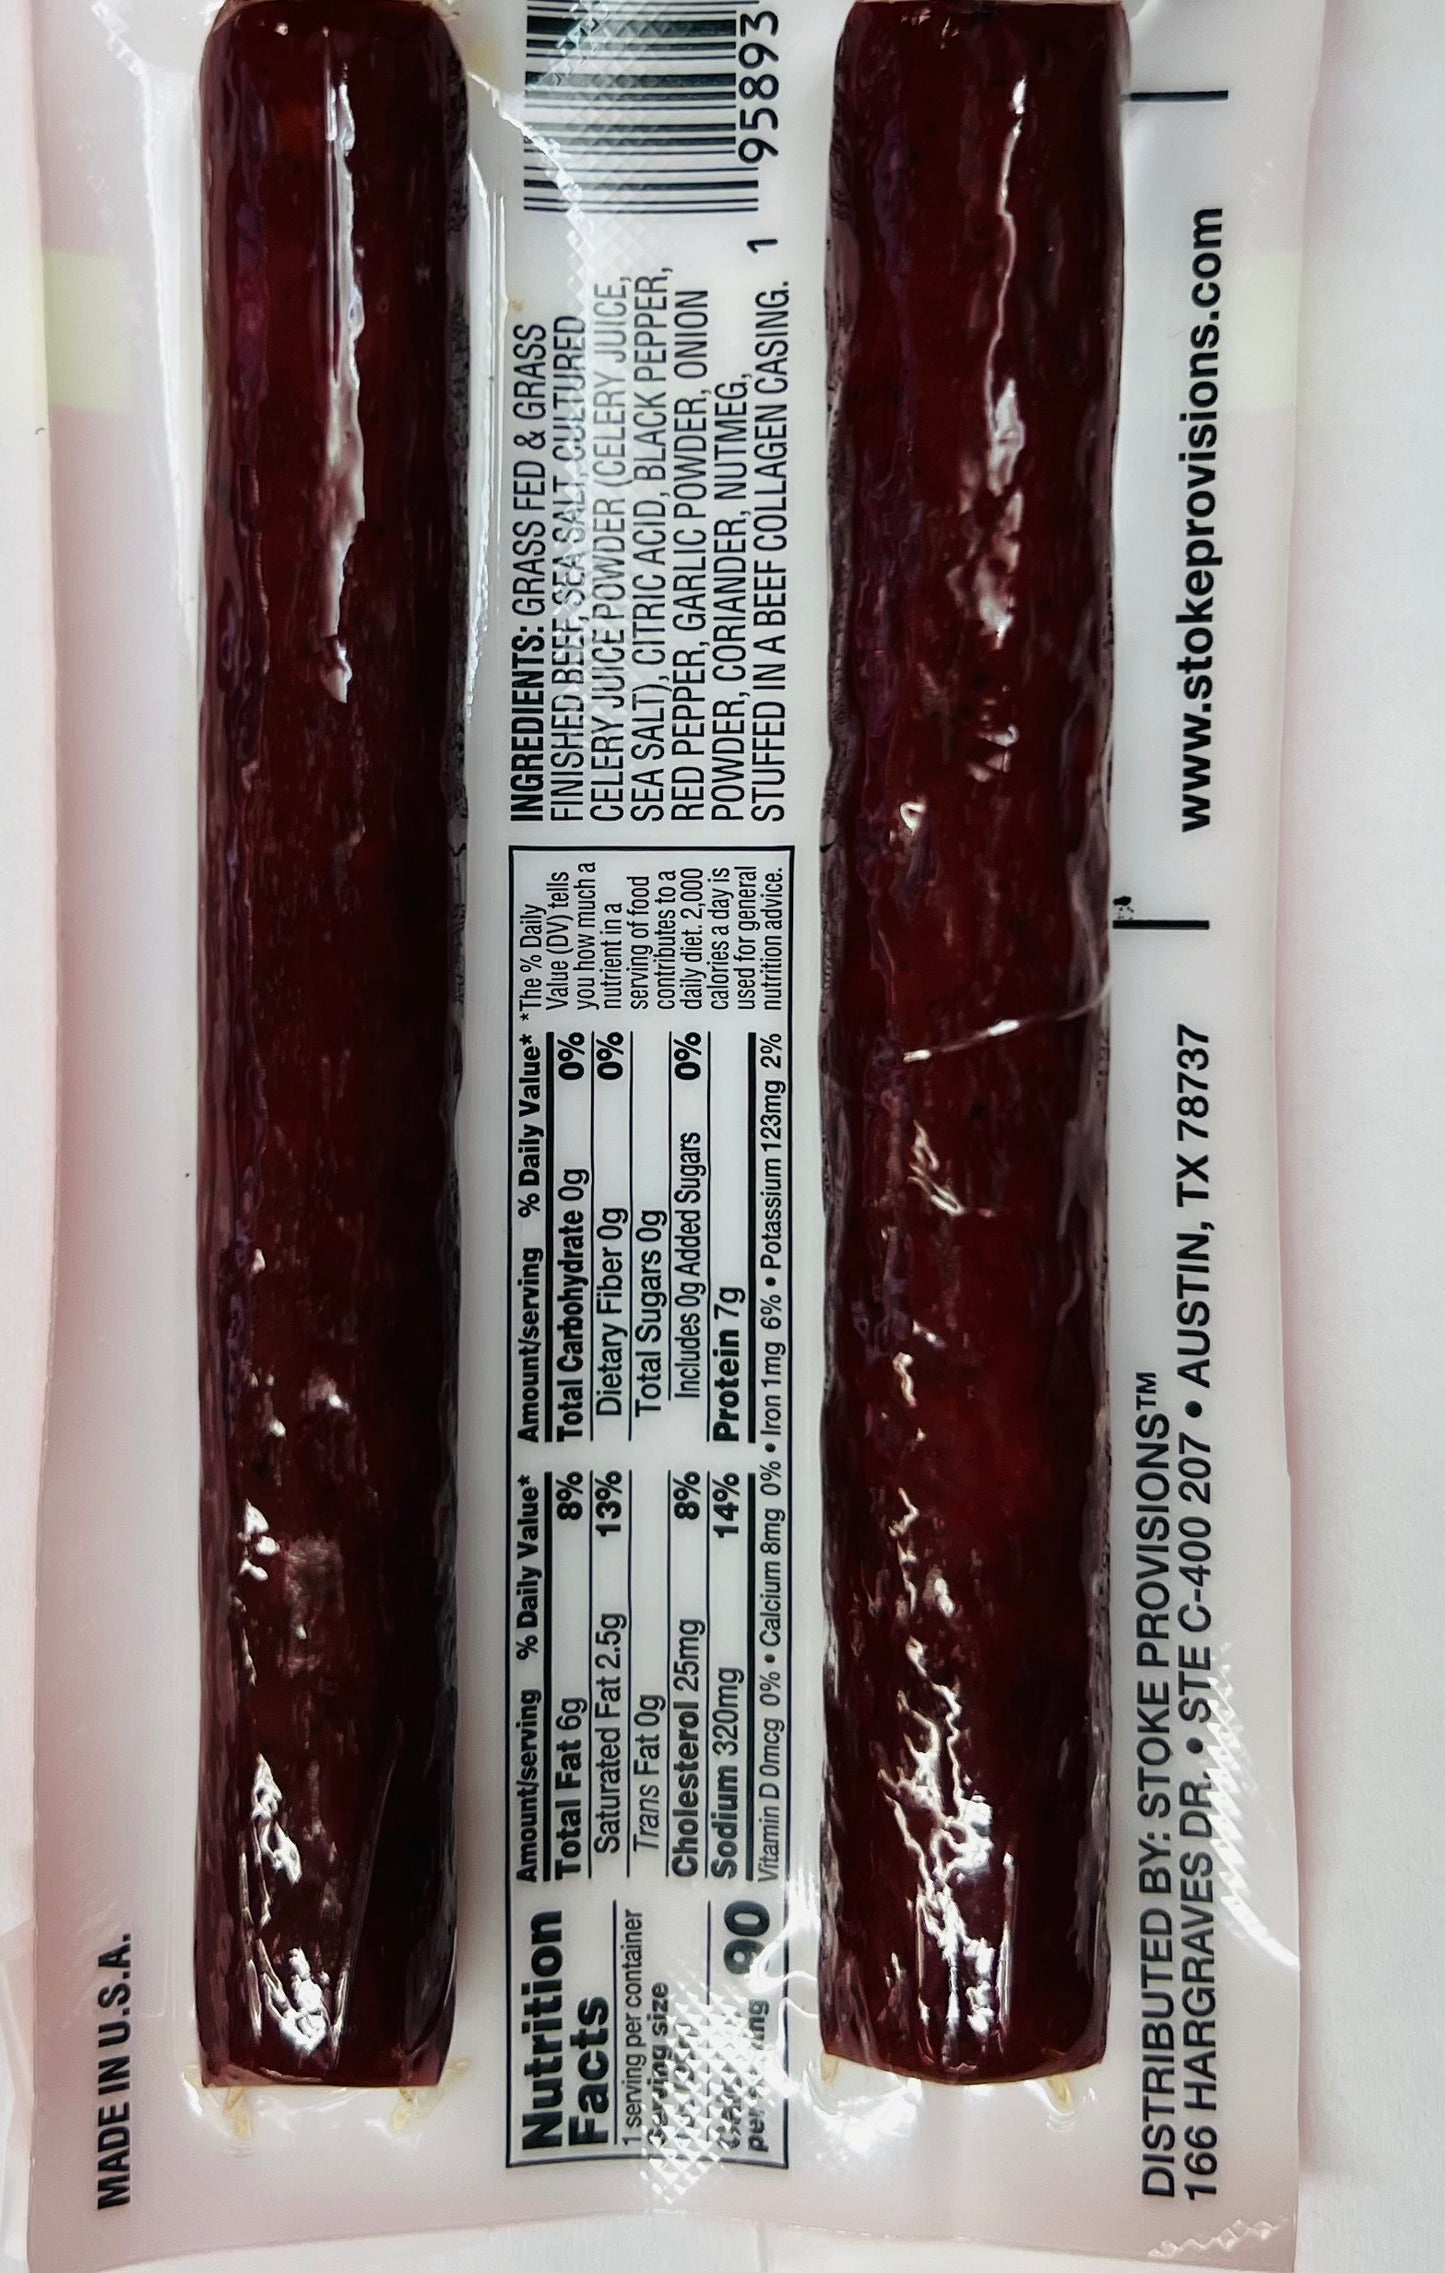 MADE IN U.S.A.
Nutrition
Facts
1 serving per container
Serving size
per serving 90
Amount/serving % Daily Value*
Total Fat 6g 8%
Saturated Fat 2.5g 13%
Trans Fat 0g
Cholesterol 25mg 8%
Sodium 320mg 14%
Amount/serving % Daily Value*
Total Carbohydrate 0g 0%
Dietary Fiber 0g 0%
Total Sugars 0g
Includes 0g Added Sugars 0%
Protein 7g
Vitamin D 0mcg 0% • Calcium 8mg 0% • Iron 1mg 6% • Potassium 123mg 2%
*The % Daily
Value (DV) tells
you how much a
nutrient in a
serving of food
contributes to a
daily diet. 2,000
calories a day is
used for general
nutrition advice.
INGREDIENTS: GRASS FED & GRASS
FINISHED BEEF, SEA SALT, CULTURED
CELERY JUICE POWDER (CELERY JUICE,
SEA SALT), CITRIC ACID, BLACK PEPPER,
RED PEPPER, GARLIC POWDER, ONION
POWDER, CORIANDER, NUTMEG,
STUFFED IN A BEEF COLLAGEN CASING.
1 95893
DISTRIBUTED BY: STOKE PROVISIONS™
166 HARGRAVES DR. • STE C-400 207 • AUSTIN, TX 78737
www.stokeprovisions.com